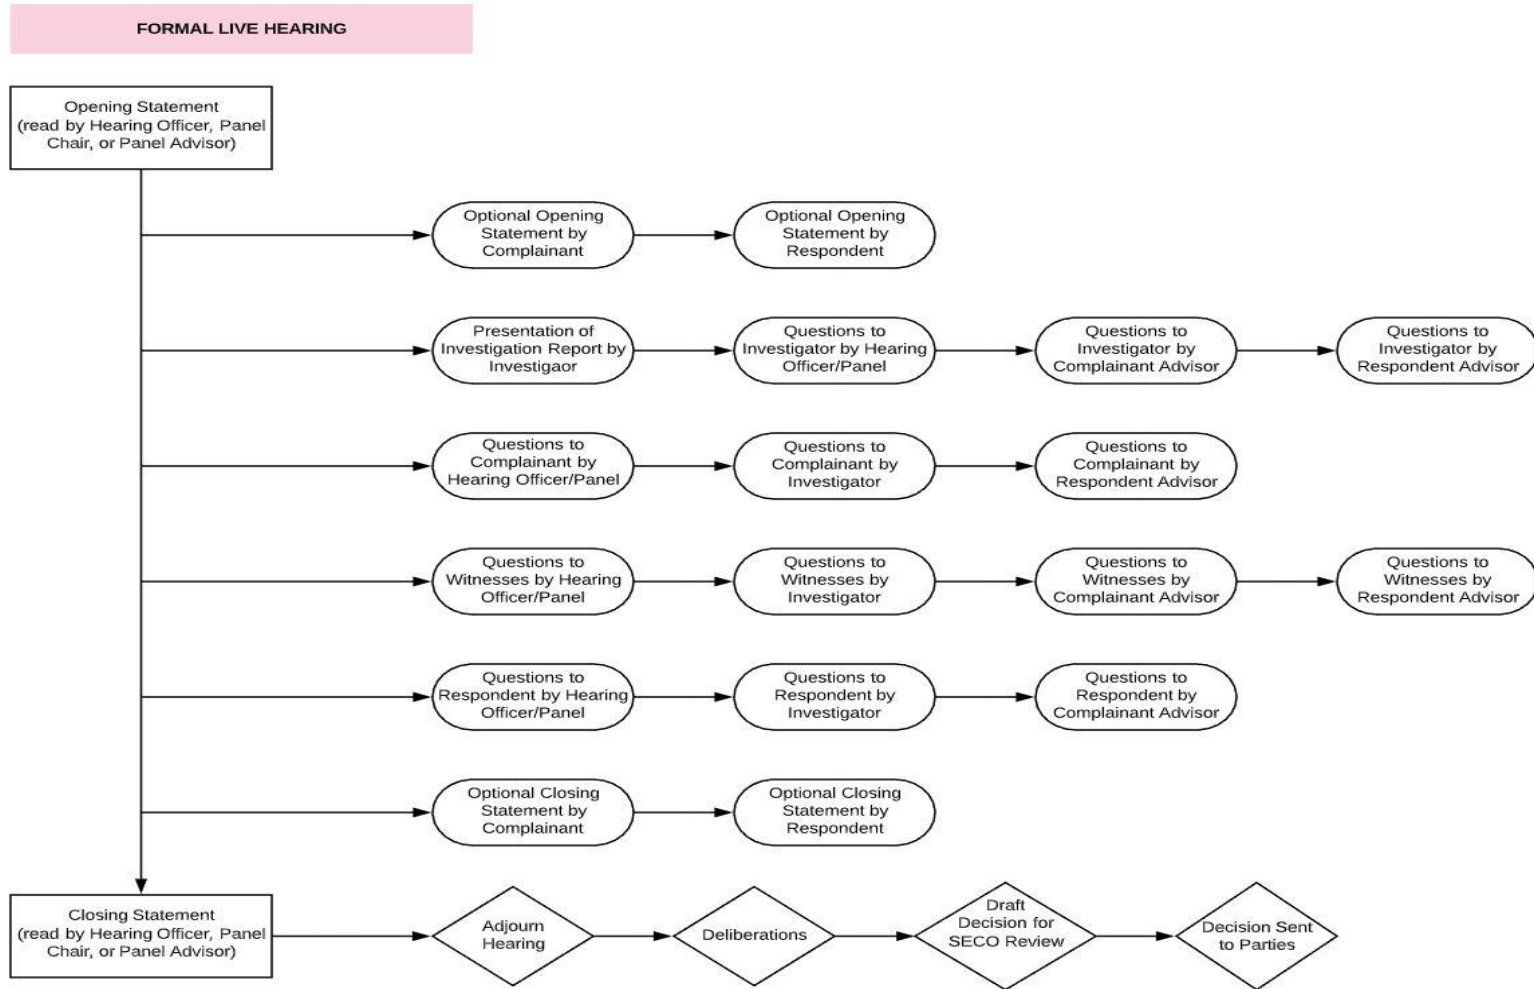 FORMAL LIVE HEARING
Opening Statement
(read by Hearing Officer, Panel
Chair, or Panel Advisor)
Optional Opening
Statement by
Complainant
Optional Opening
Statement by
Respondent
Presentation of
Investigation Report by
Investigaor
Questions to
Investigator by Hearing
Officer/Panel
Questions to
Investigator by
Complainant Advisor
Questions to
Investigator by
Respondent Advisor
Questions to
Complainant by
Hearing Officer/Panel
Questions to
Complainant by
Investigator
Questions to
Complainant by
Respondent Advisor
Questions to
Witnesses by Hearing
Officer/Panel
Questions to
Witnesses by
Investigator
Questions to
Witnesses by
Complainant Advisor
Questions to
Witnesses by
Respondent Advisor
Questions to
Respondent by Hearing
Officer/Panel
Questions to
Respondent by
Investigator
Questions to
Respondent by
Complainant Advisor
Optional Closing
Statement by
Complainant
Optional Closing
Statement by
Respondent
Closing Statement
(read by Hearing Officer, Panel
Chair, or Panel Advisor)
Adjourn
Hearing
Deliberations
Draft
Decision for
SECO Review
Decision Sent
to Parties